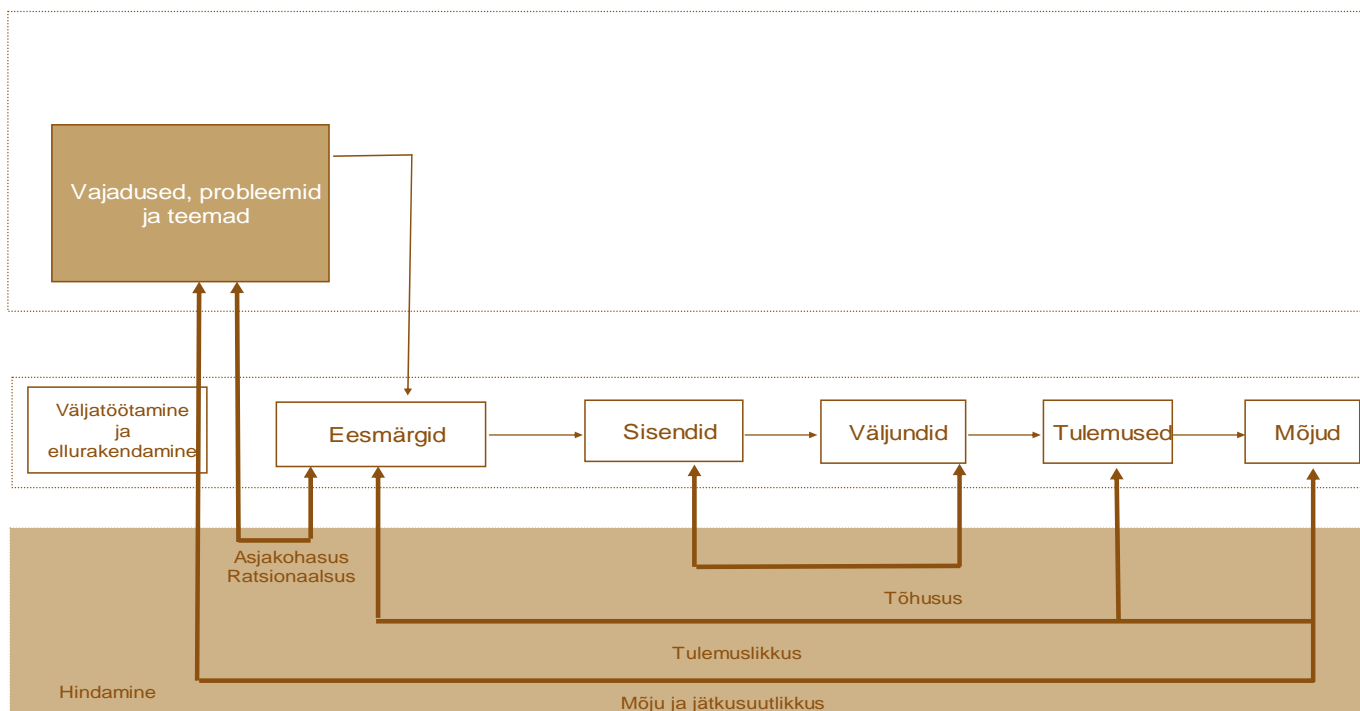 Vajadused, probleemid
ja teemad
Väljatöötamine
ja
ellurakendamine
Eesmärgid
Sisendid
Väljundid
Tulemused
Mõjud
Asjakohasus
Ratsionaalsus
Tõhusus
Tulemuslikkus
Hindamine
Mõju ja jätkusuutlikkus